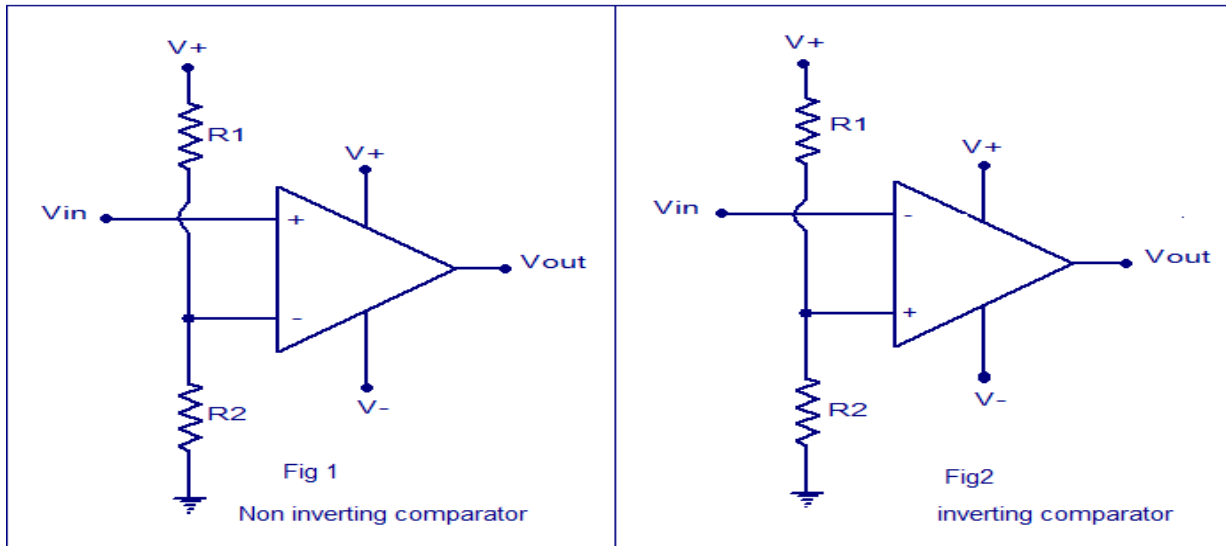 V+
R1
V+
Vin
+
Vout
-
R2
V-
Fig 1
Non inverting comparator
V+
R1
V+
Vin
-
Vout
+
R2
V-
Fig2
inverting comparator